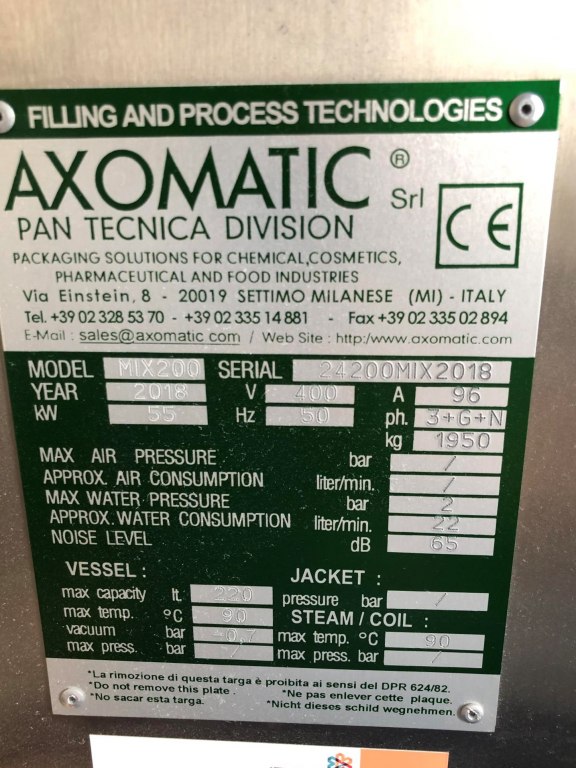 FILLING AND PROCESS TECHNOLOGIES
AXOMATIC ® Srl CE
PAN TECNICA DIVISION
PACKAGING SOLUTIONS FOR CHEMICAL,COSMETICS,
PHARMACEUTICAL AND FOOD INDUSTRIES
Via Einstein, 8 - 20019 SETTIMO MILANESE (MI) - ITALY
Tel. +39 02 328 53 70 - +39 02 335 14 881 - Fax +39 02 335 02 894
E-Mail : sales@axomatic com / Web Site : http:/www.axomatic.com
MODEL MIX200 SERIAL 24200MIX2018
YEAR 2018 V 400 A 96
kW 55 Hz 50 ph. 3+G+N
kg 1950
MAX AIR PRESSURE bar /
APPROX. AIR CONSUMPTION liter/min. /
MAX WATER PRESSURE bar 2
APPROX.WATER CONSUMPTION liter/min. 22
NOISE LEVEL dB 65
VESSEL : JACKET :
max capacity lt. 220 pressure bar /
max temp. °C 90 STEAM / COIL :
vacuum bar -0,7 max temp. °C 90
max press. bar / max press. bar /
*La rimozione di questa targa è proibita ai sensi del DPR 624/82.
*Do not remove this plate . *Ne pas enlever cette plaque.
*No sacar esta targa. *Nicht dieses schild wegnehmen.